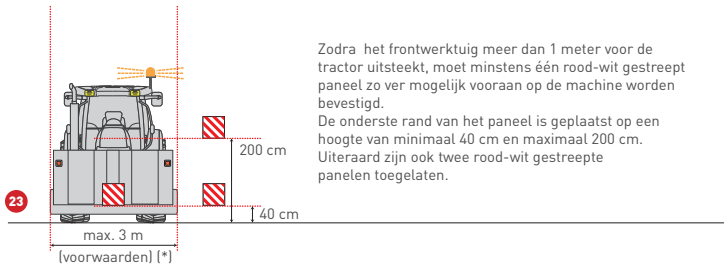 Zodra het frontwerktuig meer dan 1 meter voor de
tractor uitsteekt, moet minstens één rood-wit gestreept
paneel zo ver mogelijk vooraan op de machine worden
bevestigd.
De onderste rand van het paneel is geplaatst op een
hoogte van minimaal 40 cm en maximaal 200 cm.
Uiteraard zijn ook twee rood-wit gestreepte
panelen toegelaten.
200 cm
23
40 cm
max. 3 m
(voorwaarden) (*)